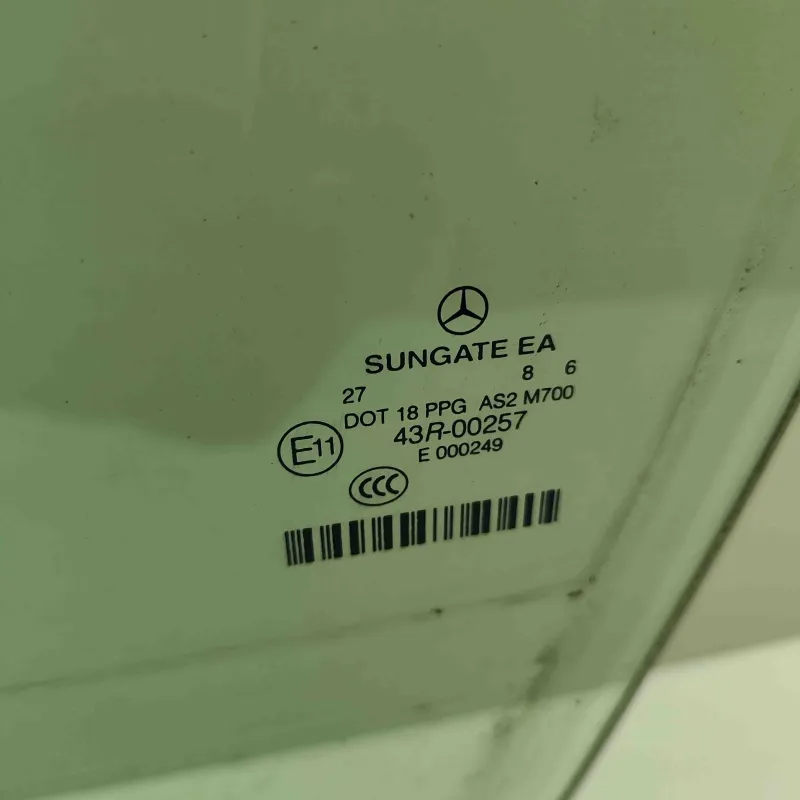 SUNGATE EA
27 8 6
DOT 18 PPG AS2 M700
E11 43R-00257
E 000249
CCC